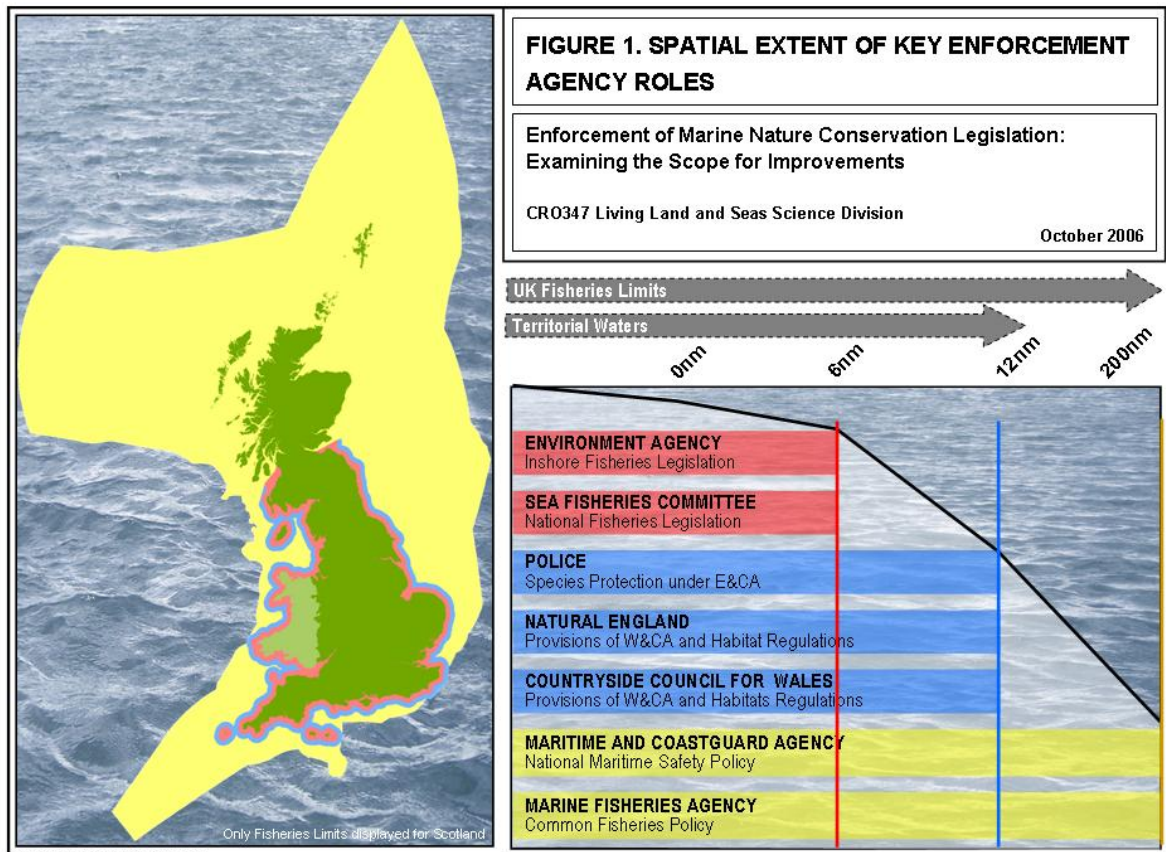 FIGURE 1. SPATIAL EXTENT OF KEY ENFORCEMENT
AGENCY ROLES
Enforcement of Marine Nature Conservation Legislation:
Examining the Scope for Improvements
CRO347 Living Land and Seas Science Division
October 2006
UK Fisheries Limits
Territorial Waters
0nm
6nm
12nm
200nm
ENVIRONMENT AGENCY
Inshore Fisheries Legislation
SEA FISHERIES COMMITTEE
National Fisheries Legislation
POLICE
Species Protection under E&CA
NATURAL ENGLAND
Provisions of W&CA and Habitat Regulations
COUNTRYSIDE COUNCIL FOR WALES
Provisions of W&CA and Habitats Regulations
MARITIME AND COASTGUARD AGENCY
National Maritime Safety Policy
MARINE FISHERIES AGENCY
Common Fisheries Policy
Only Fisheries Limits displayed for Scotland